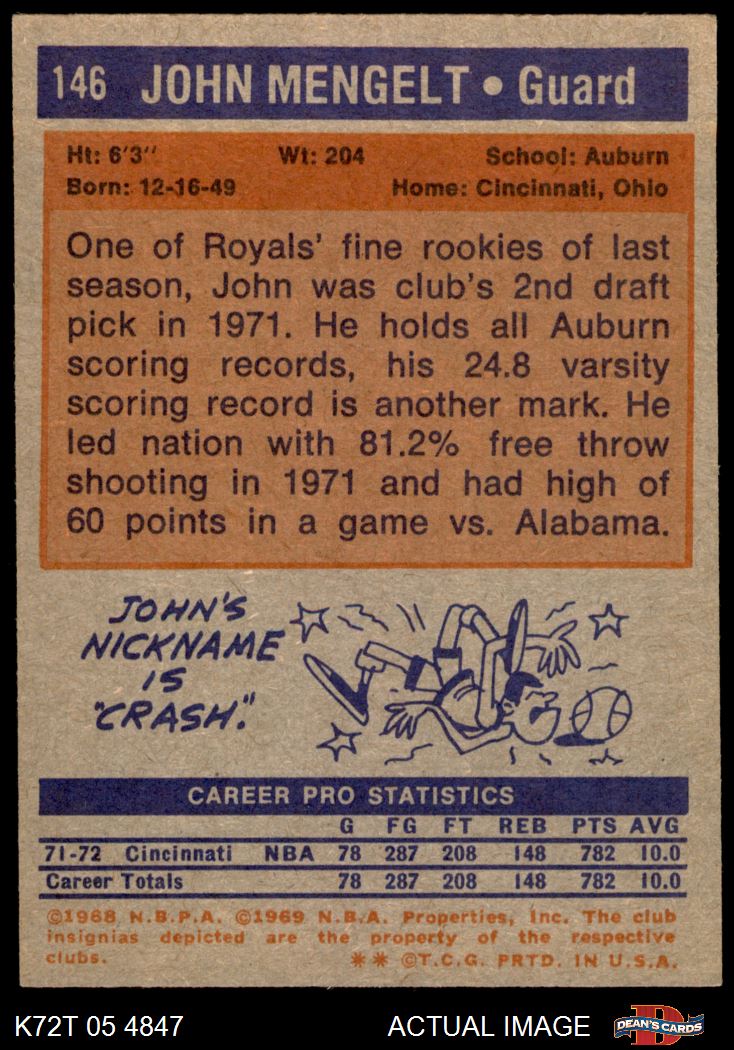 146 JOHN MENGELT • Guard
Ht: 6'3" Wt: 204 School: Auburn
Born: 12-16-49 Home: Cincinnati, Ohio
One of Royals' fine rookies of last
season, John was club's 2nd draft
pick in 1971. He holds all Auburn
scoring records, his 24.8 varsity
scoring record is another mark. He
led nation with 81.2% free throw
shooting in 1971 and had high of
60 points in a game vs. Alabama.
JOHN'S
NICKNAME
IS
"CRASH."
CAREER PRO STATISTICS
G FG FT REB PTS AVG
71-72 Cincinnati NBA 78 287 208 148 782 10.0
Career Totals 78 287 208 148 782 10.0
©1968 N.B.P.A. ©1969 N.B.A. Properties, Inc. The club
insignias depicted are the property of the respective
clubs. ** ©T.C.G. PRTD. IN U.S.A.
K72T 05 4847 ACTUAL IMAGE D DEAN'S CARDS